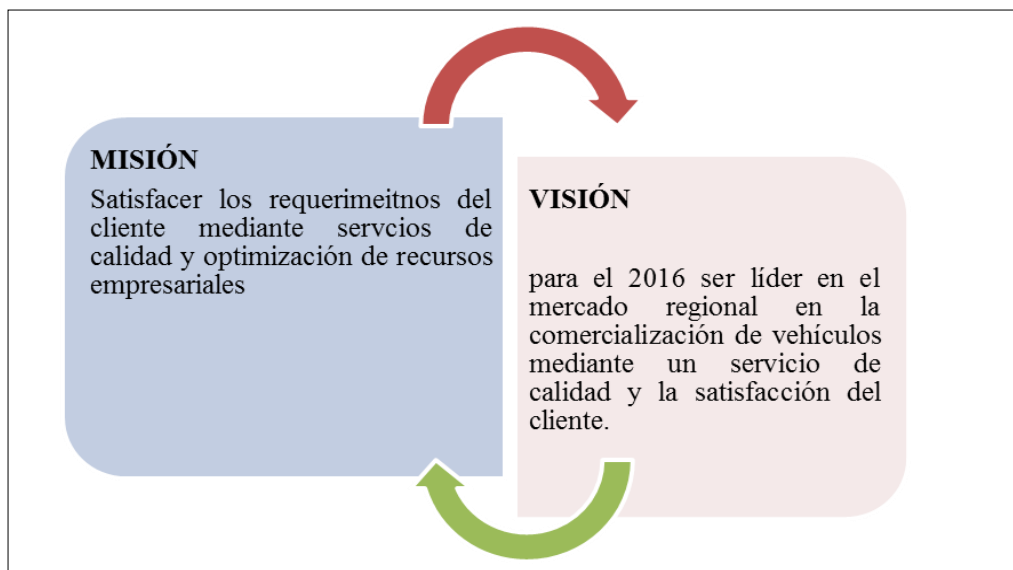 MISIÓN
Satisfacer los requerimeitnos del
cliente mediante servcios de
calidad y optimización de recursos
empresariales
VISIÓN
para el 2016 ser líder en el
mercado regional en la
comercialización de vehículos
mediante un servicio de
calidad y la satisfacción del
cliente.